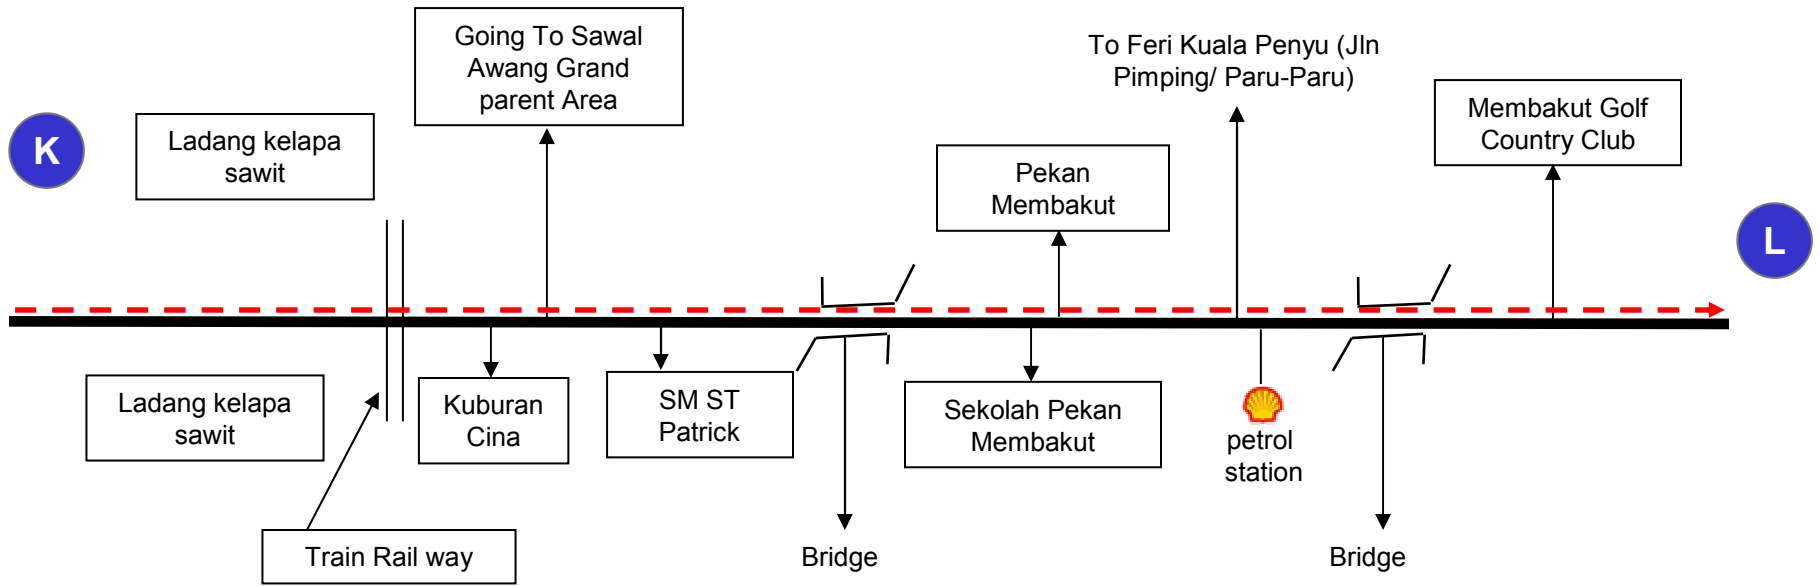 Going To Sawal
Awang Grand
parent Area
To Feri Kuala Penyu (Jln
Pimping/ Paru-Paru)
Membakut Golf
Country Club
K
Ladang kelapa
sawit
Pekan
Membakut
L
Ladang kelapa
sawit
Kuburan
Cina
SM ST
Patrick
Sekolah Pekan
Membakut
petrol
station
Train Rail way
Bridge
Bridge